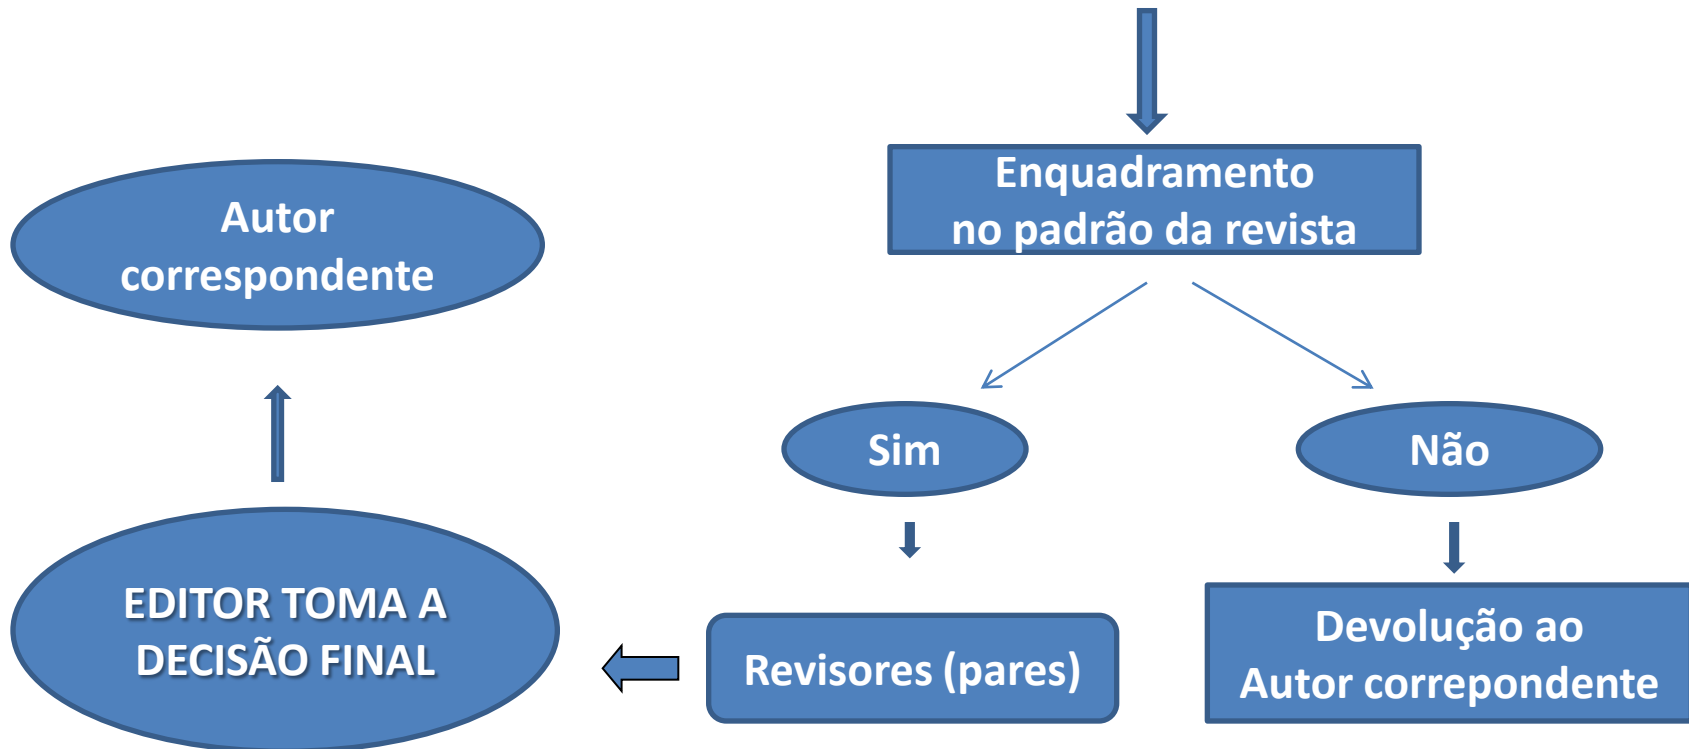 Enquadramento
no padrão da revista
Autor
correspondente
Sim
Não
EDITOR TOMA A
DECISÃO FINAL
Revisores (pares)
Devolução ao
Autor correpondente